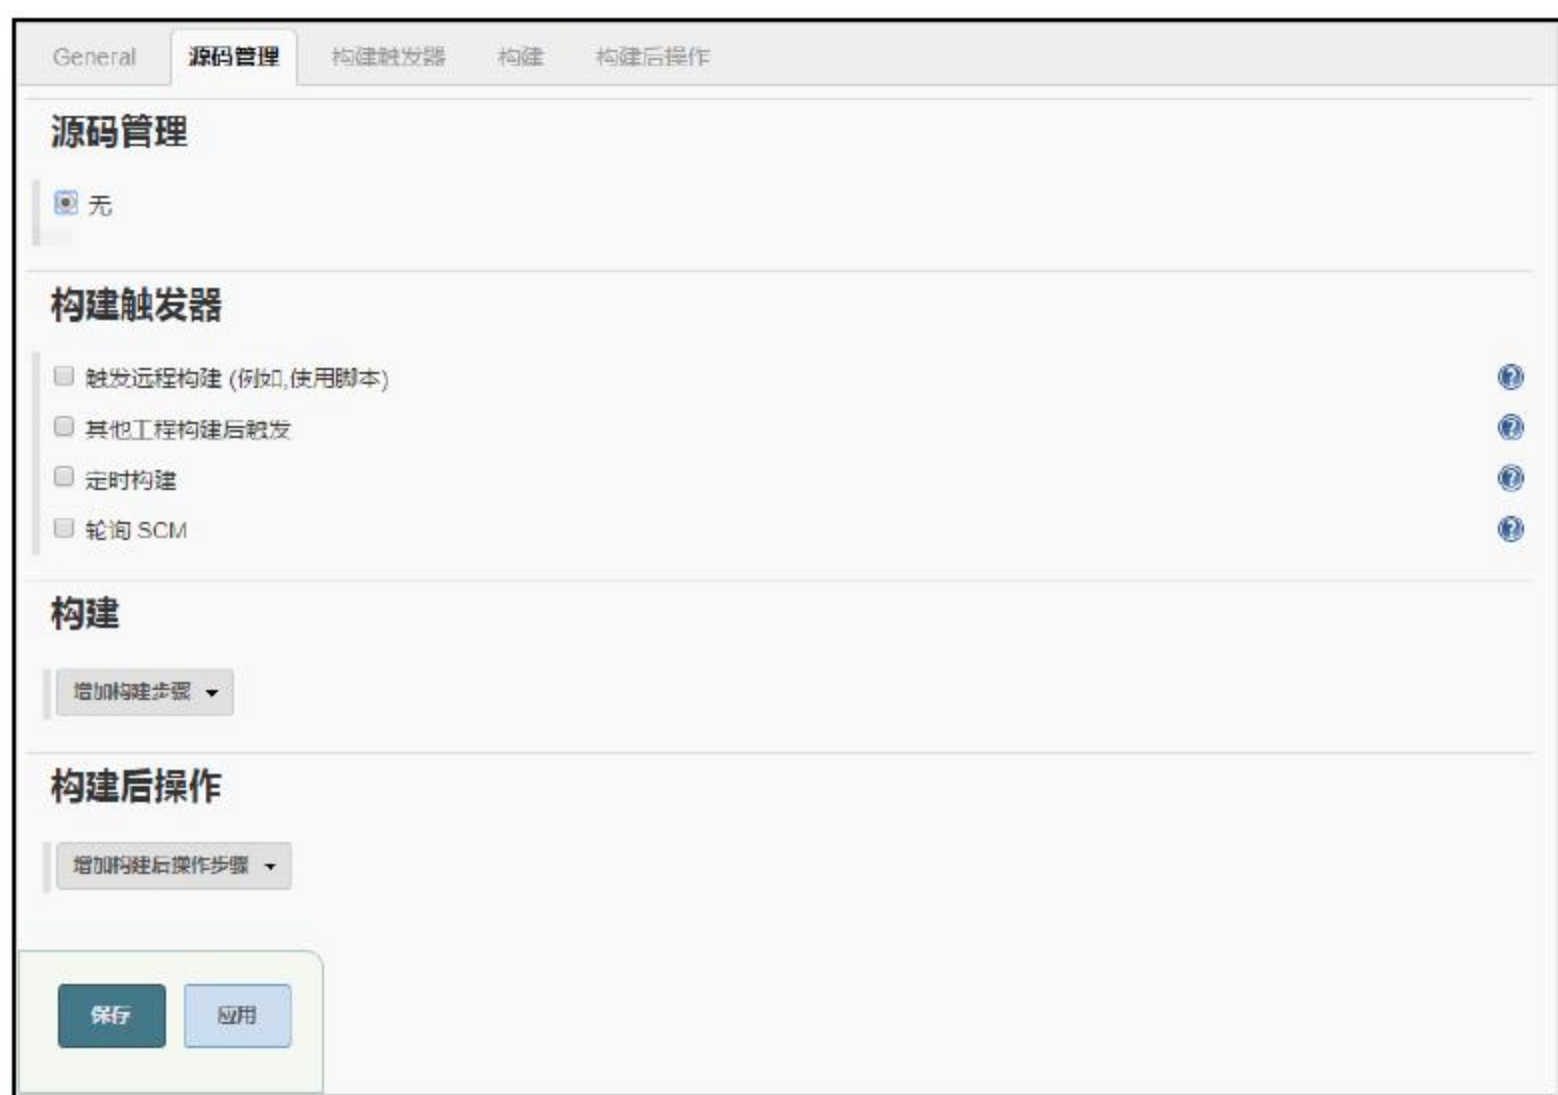 General 源码管理 构建触发器 构建 构建后操作
源码管理
无
构建触发器
触发远程构建 (例如,使用脚本)
其他工程构建后触发
定时构建
轮询 SCM
构建
增加构建步骤
构建后操作
增加构建后操作步骤
保存 应用